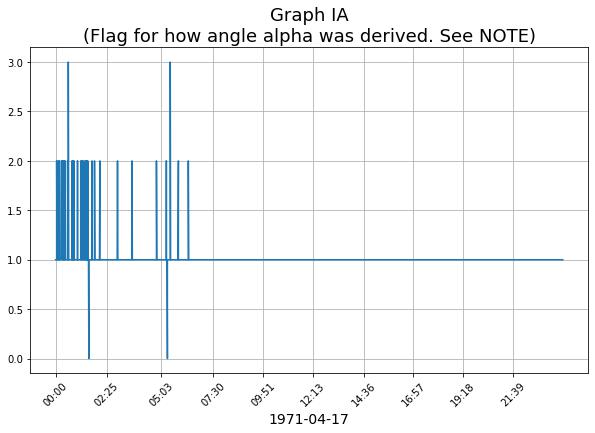 Graph IA
(Flag for how angle alpha was derived. See NOTE)
3.0
2.5
2.0
1.5
1.0
0.5
0.0
00:00 02:25 05:03 07:30 09:51 12:13 14:36 16:57 19:18 21:39
1971-04-17